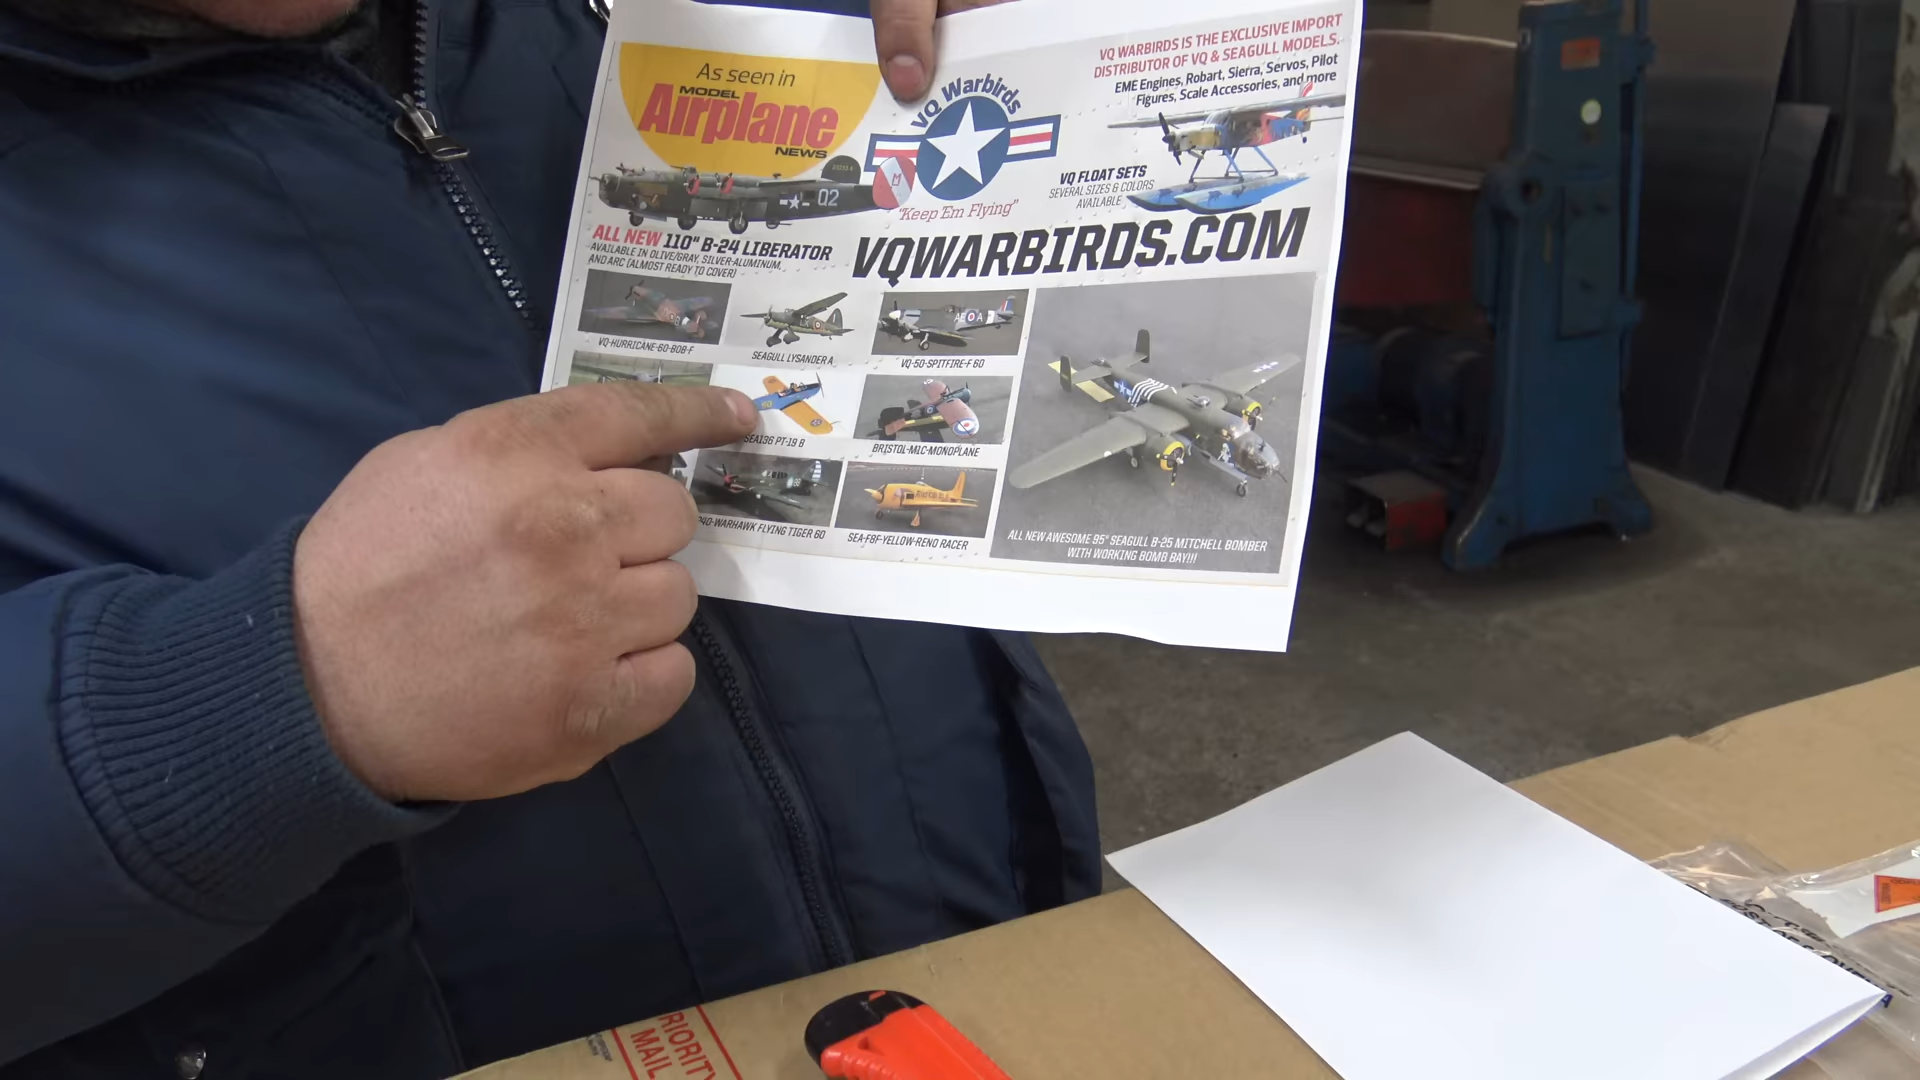 As seen in
MODEL
Airplane
NEWS
VQ Warbirds
"Keep 'Em Flying"
VQ WARBIRDS IS THE EXCLUSIVE IMPORT
DISTRIBUTOR OF VQ & SEAGULL MODELS.
EME Engines, Robart, Sierra, Servos, Pilot
Figures, Scale Accessories, and more
VQ FLOAT SETS
SEVERAL SIZES & COLORS
AVAILABLE
Q2
M
ALL NEW 110" B-24 LIBERATOR
AVAILABLE IN OLIVE/GRAY, SILVER-ALUMINUM,
AND ARC (ALMOST READY TO COVER)
VQWARBIRDS.COM
VQ-HURRICANE-60-BOB-F
SEAGULL LYSANDER A
AE A
VQ-50-SPITFIRE-F 60
SEA136 PT-19 B
BRISTOL-M1C-MONOPLANE
P40-WARHAWK FLYING TIGER 60
SEA-F8F-YELLOW-RENO RACER
ALL NEW AWESOME 95" SEAGULL B-25 MITCHELL BOMBER
WITH WORKING BOMB BAY!!!
RIORITY
MAIL